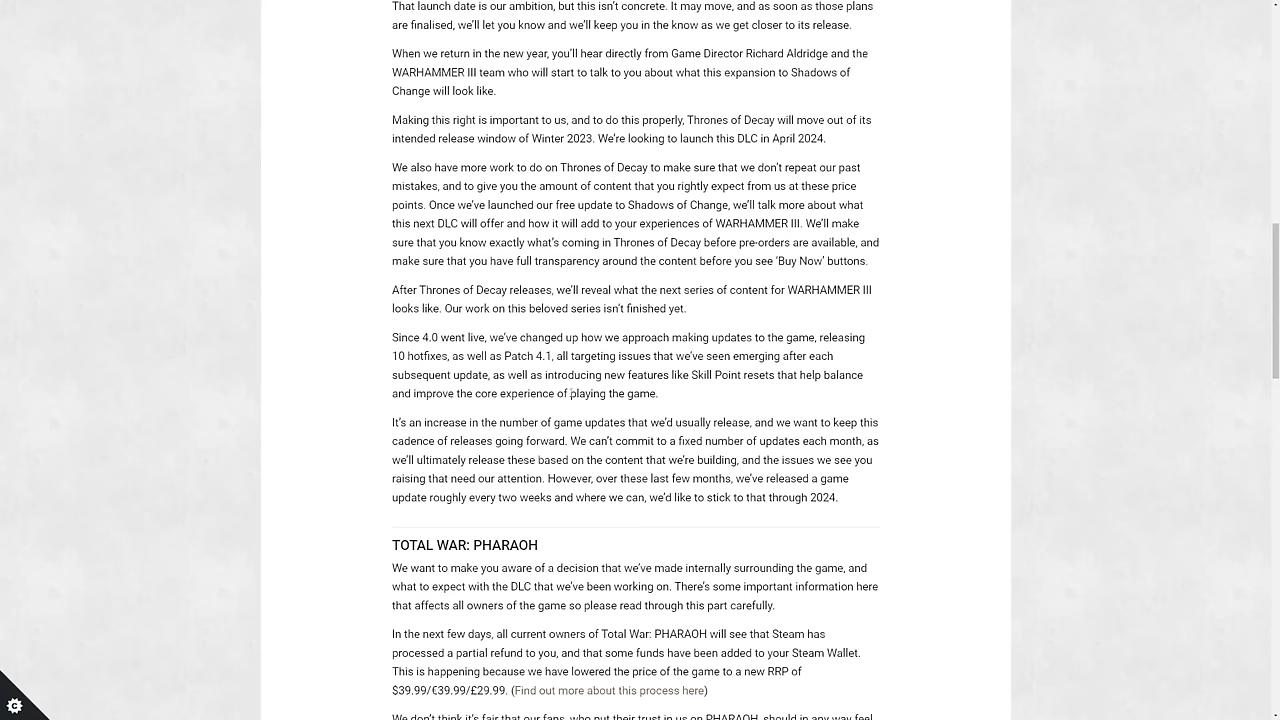 That launch date is our ambition, but this isn't concrete. It may move, and as soon as those plans
are finalised, we'll let you know and we'll keep you in the know as we get closer to its release.
When we return in the new year, you'll hear directly from Game Director Richard Aldridge and the
WARHAMMER III team who will start to talk to you about what this expansion to Shadows of
Change will look like.
Making this right is important to us, and to do this properly, Thrones of Decay will move out of its
intended release window of Winter 2023. We're looking to launch this DLC in April 2024.
We also have more work to do on Thrones of Decay to make sure that we don't repeat our past
mistakes, and to give you the amount of content that you rightly expect from us at these price
points. Once we've launched our free update to Shadows of Change, we'll talk more about what
this next DLC will offer and how it will add to your experiences of WARHAMMER III. We'll make
sure that you know exactly what's coming in Thrones of Decay before pre-orders are available, and
make sure that you have full transparency around the content before you see 'Buy Now' buttons.
After Thrones of Decay releases, we'll reveal what the next series of content for WARHAMMER III
looks like. Our work on this beloved series isn't finished yet.
Since 4.0 went live, we've changed up how we approach making updates to the game, releasing
10 hotfixes, as well as Patch 4.1, all targeting issues that we've seen emerging after each
subsequent update, as well as introducing new features like Skill Point resets that help balance
and improve the core experience of playing the game.
It's an increase in the number of game updates that we'd usually release, and we want to keep this
cadence of releases going forward. We can't commit to a fixed number of updates each month, as
we'll ultimately release these based on the content that we're building, and the issues we see you
raising that need our attention. However, over these last few months, we've released a game
update roughly every two weeks and where we can, we'd like to stick to that through 2024.
TOTAL WAR: PHARAOH
We want to make you aware of a decision that we've made internally surrounding the game, and
what to expect with the DLC that we've been working on. There's some important information here
that affects all owners of the game so please read through this part carefully.
In the next few days, all current owners of Total War: PHARAOH will see that Steam has
processed a partial refund to you, and that some funds have been added to your Steam Wallet.
This is happening because we have lowered the price of the game to a new RRP of
$39.99/€39.99/£29.99. (Find out more about this process here)
We don't think it's fair that our fans, who put their trust in us on PHARAOH, should in any way feel